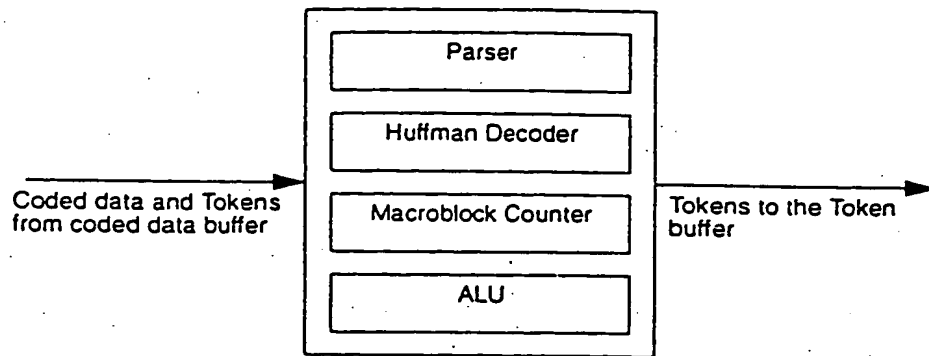 Parser
Huffman Decoder
Macroblock Counter
ALU
Coded data and Tokens
from coded data buffer
Tokens to the Token
buffer